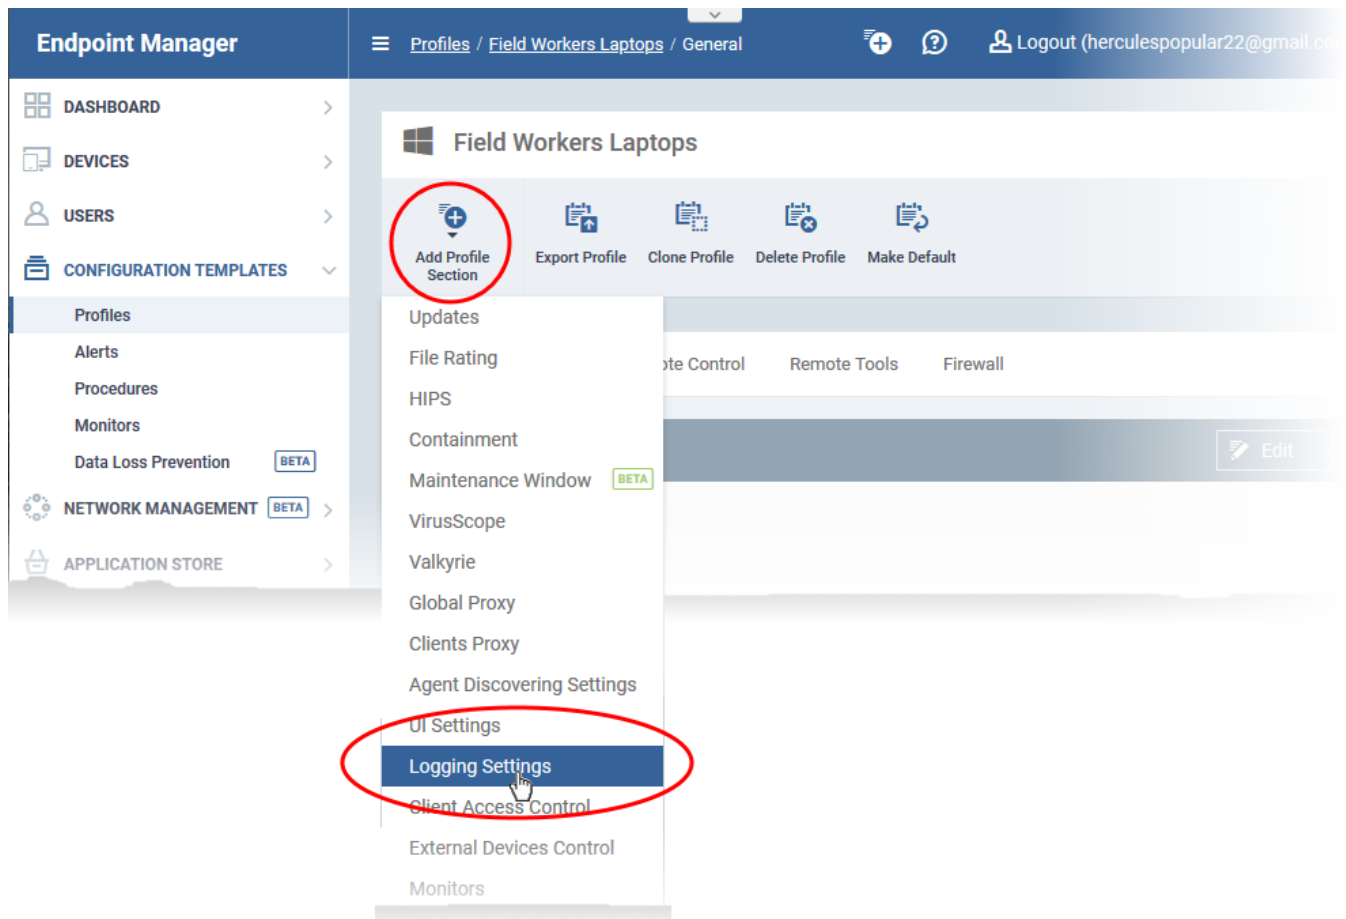 Endpoint Manager
Profiles / Field Workers Laptops / General
Logout (herculespopular22@gmail.co
DASHBOARD
DEVICES
USERS
CONFIGURATION TEMPLATES
Profiles
Alerts
Procedures
Monitors
Data Loss Prevention BETA
NETWORK MANAGEMENT BETA
APPLICATION STORE
Field Workers Laptops
Add Profile
Section
Export Profile
Clone Profile
Delete Profile
Make Default
Updates
File Rating
HIPS
Containment
Maintenance Window BETA
VirusScope
Valkyrie
Global Proxy
Clients Proxy
Agent Discovering Settings
UI Settings
Logging Settings
Client Access Control
External Devices Control
Monitors
ote Control
Remote Tools
Firewall
Edit